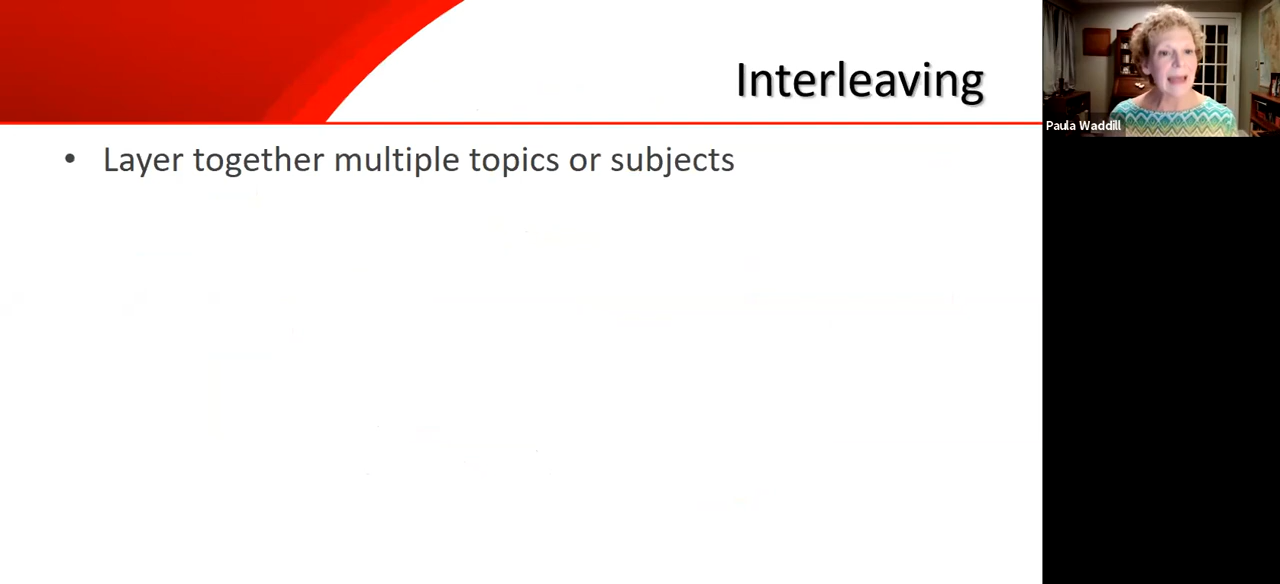 Interleaving
• Layer together multiple topics or subjects
Paula Waddill